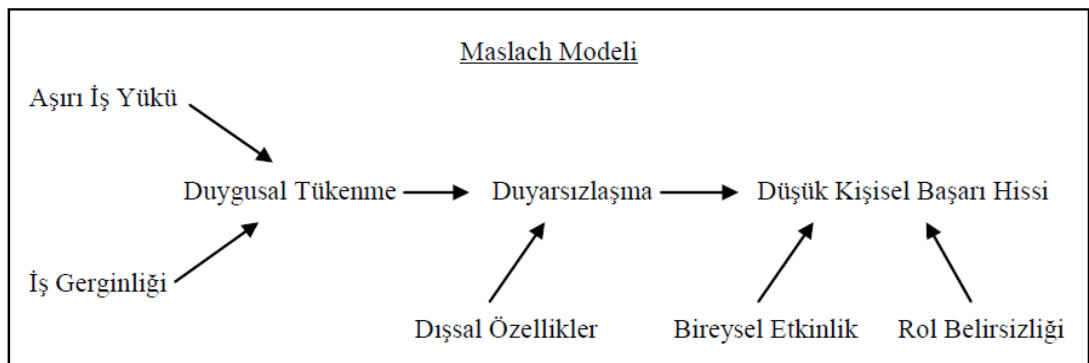 Maslach Modeli
Aşırı İş Yükü
Duygusal Tükenme
Duyarsızlaşma
Düşük Kişisel Başarı Hissi
İş Gerginliği
Dışsal Özellikler
Bireysel Etkinlik
Rol Belirsizliği